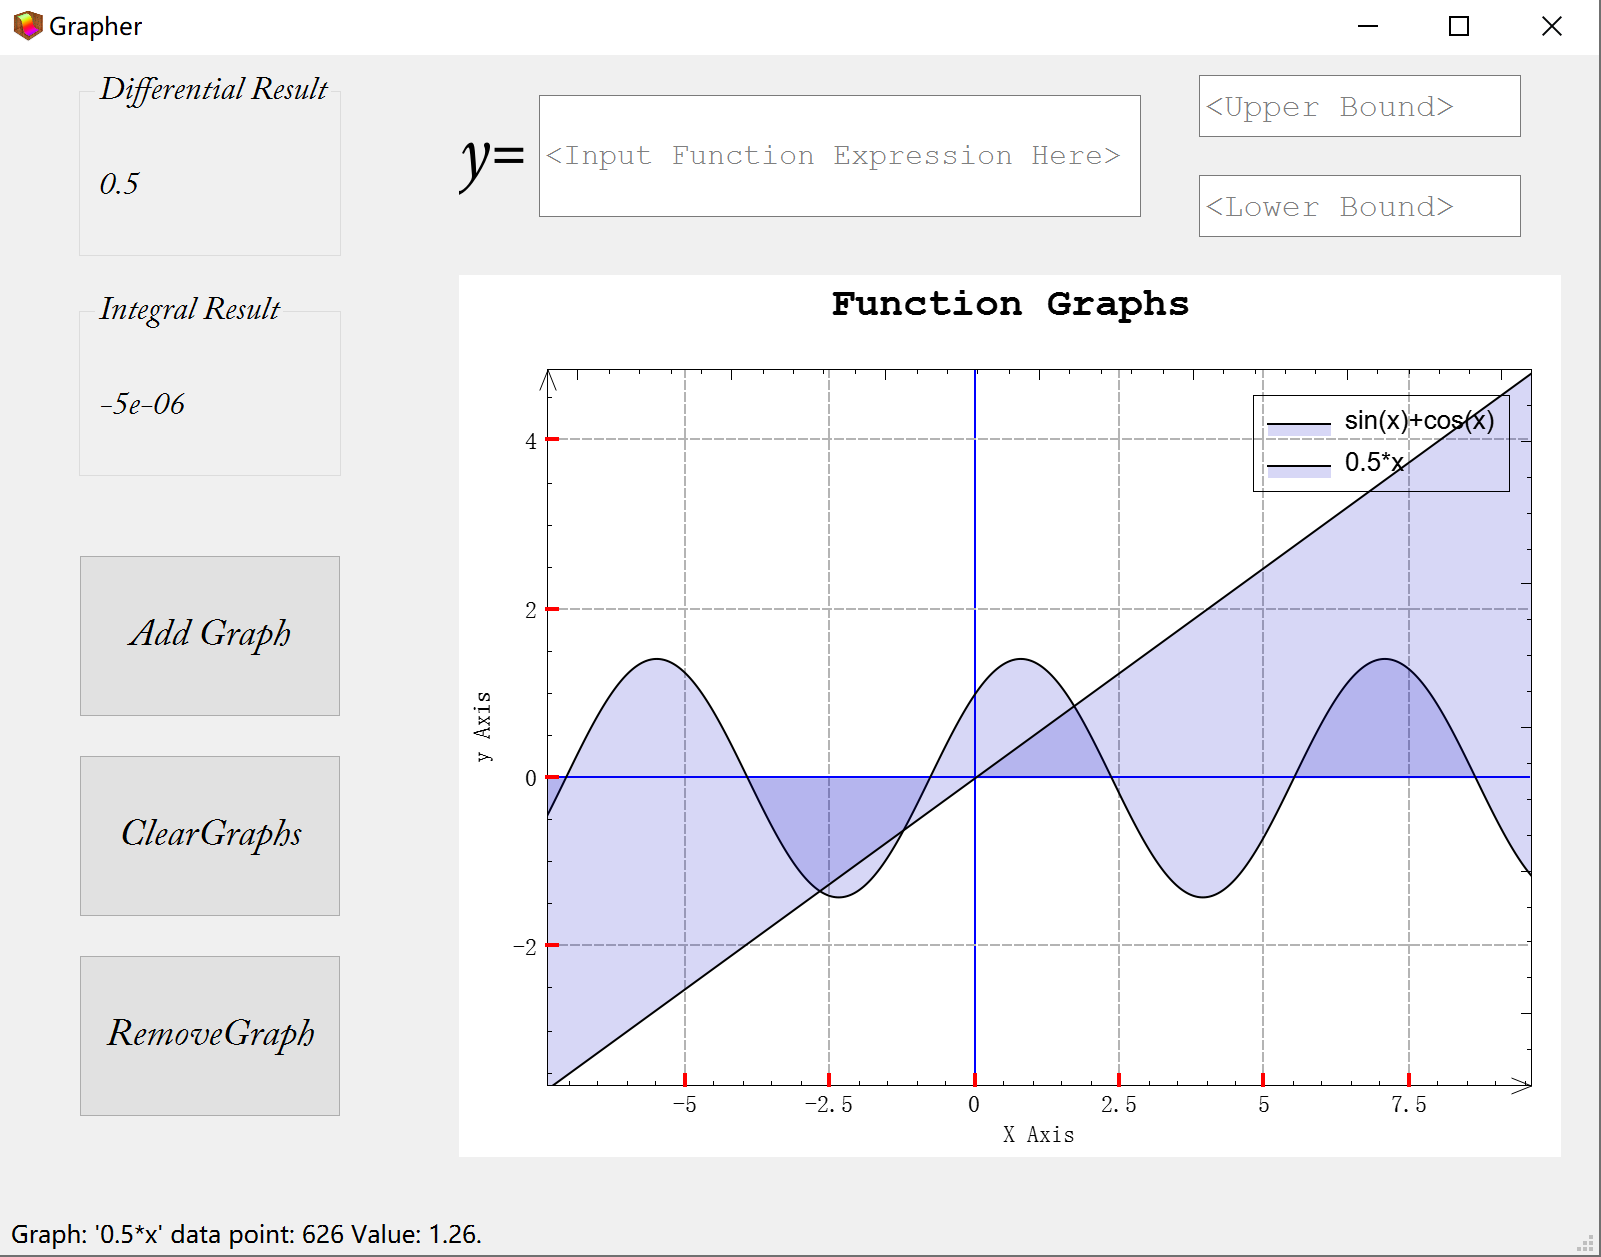 Grapher
Differential Result
0.5
Integral Result
-5e-06
Add Graph
ClearGraphs
RemoveGraph
y=
<Input Function Expression Here>
<Upper Bound>
<Lower Bound>
Function Graphs
sin(x)+cos(x)
0.5*x
y Axis
4
2
0
-2
-5 -2.5 0 2.5 5 7.5
X Axis
Graph: '0.5*x' data point: 626 Value: 1.26.